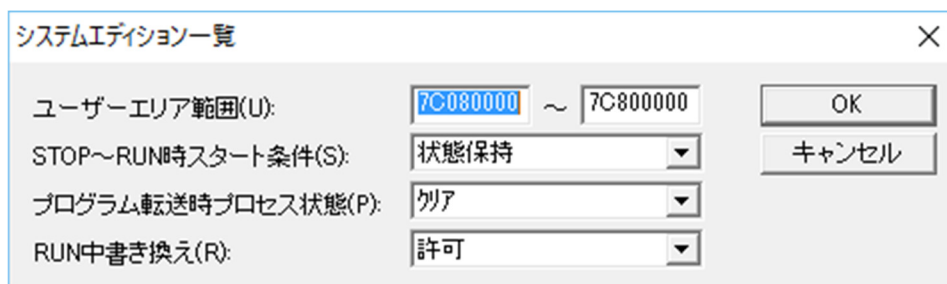 システムエディション一覧
ユーザーエリア範囲(U): 7C080000 ～ 7C800000 OK
STOP～RUN時スタート条件(S): 状態保持 キャンセル
プログラム転送時プロセス状態(P): クリア
RUN中書き換え(R): 許可